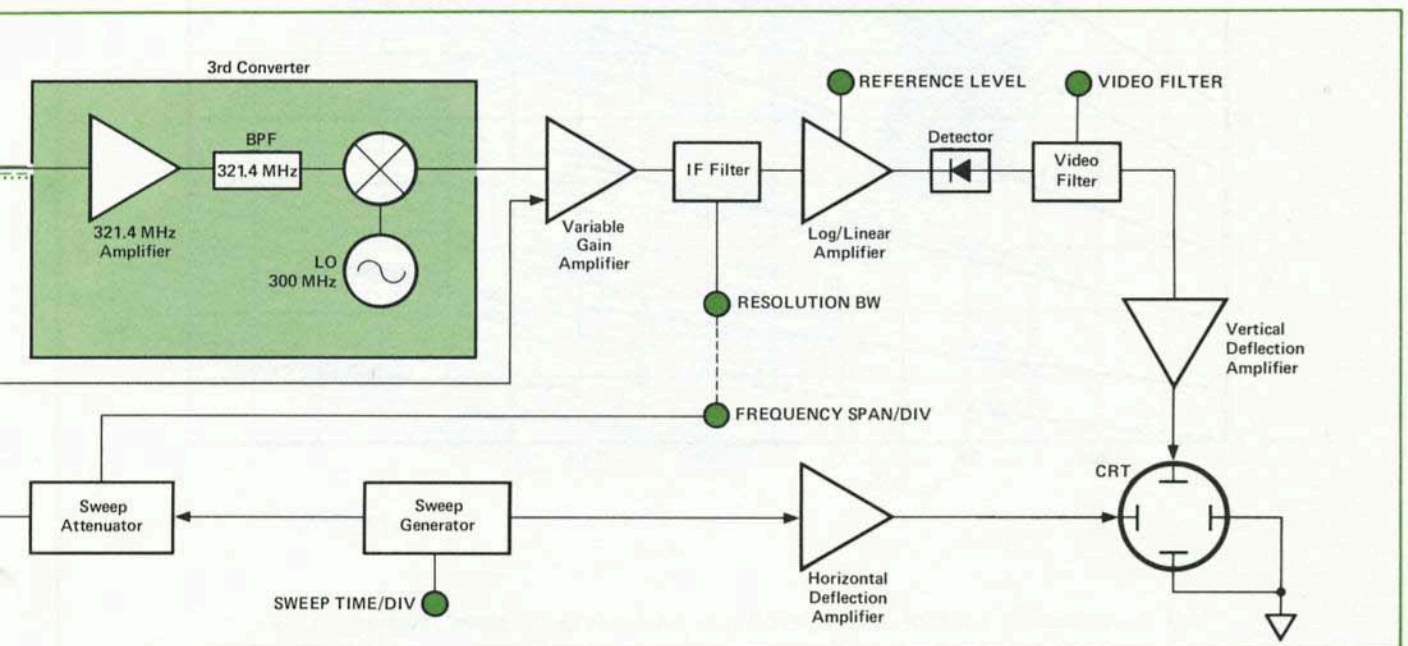 3rd Converter
BPF
321.4 MHz
321.4 MHz
Amplifier
LO
300 MHz
Variable
Gain
Amplifier
IF Filter
REFERENCE LEVEL
Log/Linear
Amplifier
Detector
VIDEO FILTER
Video
Filter
RESOLUTION BW
Vertical
Deflection
Amplifier
FREQUENCY SPAN/DIV
CRT
Sweep
Attenuator
Sweep
Generator
SWEEP TIME/DIV
Horizontal
Deflection
Amplifier